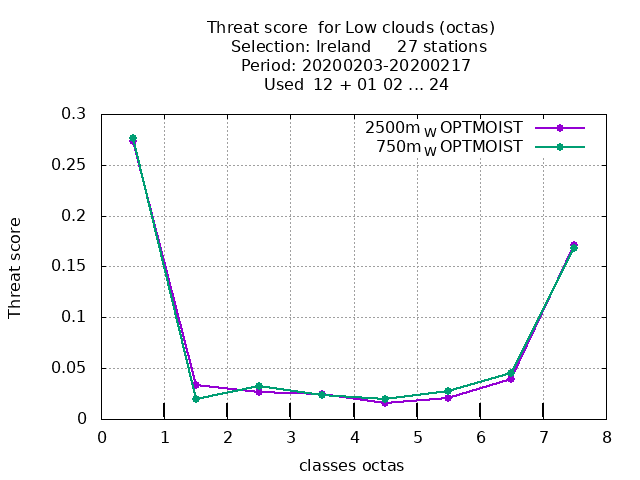 Threat score  for Low clouds (octas)
Selection: Ireland     27 stations
Period: 20200203-20200217
Used  12 + 01 02 ... 24
2500m W OPTMOIST
750m W OPTMOIST
0.3
0.25
0.2
0.15
0.1
0.05
0
Threat score
0 1 2 3 4 5 6 7 8
classes octas